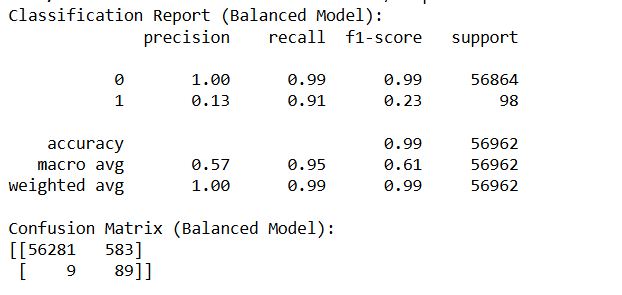 Classification Report (Balanced Model):
precision recall f1-score support
0 1.00 0.99 0.99 56864
1 0.13 0.91 0.23 98
accuracy 0.99 56962
macro avg 0.57 0.95 0.61 56962
weighted avg 1.00 0.99 0.99 56962
Confusion Matrix (Balanced Model):
[[56281 583]
[ 9 89]]